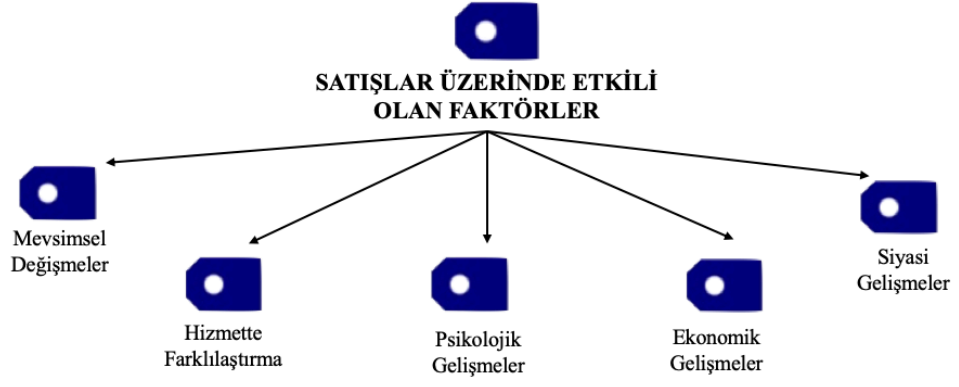 SATIŞLAR ÜZERİNDE ETKİLİ
OLAN FAKTÖRLER
Mevsimsel
Değişmeler
Hizmette
Farklılaştırma
Psikolojik
Gelişmeler
Ekonomik
Gelişmeler
Siyasi
Gelişmeler